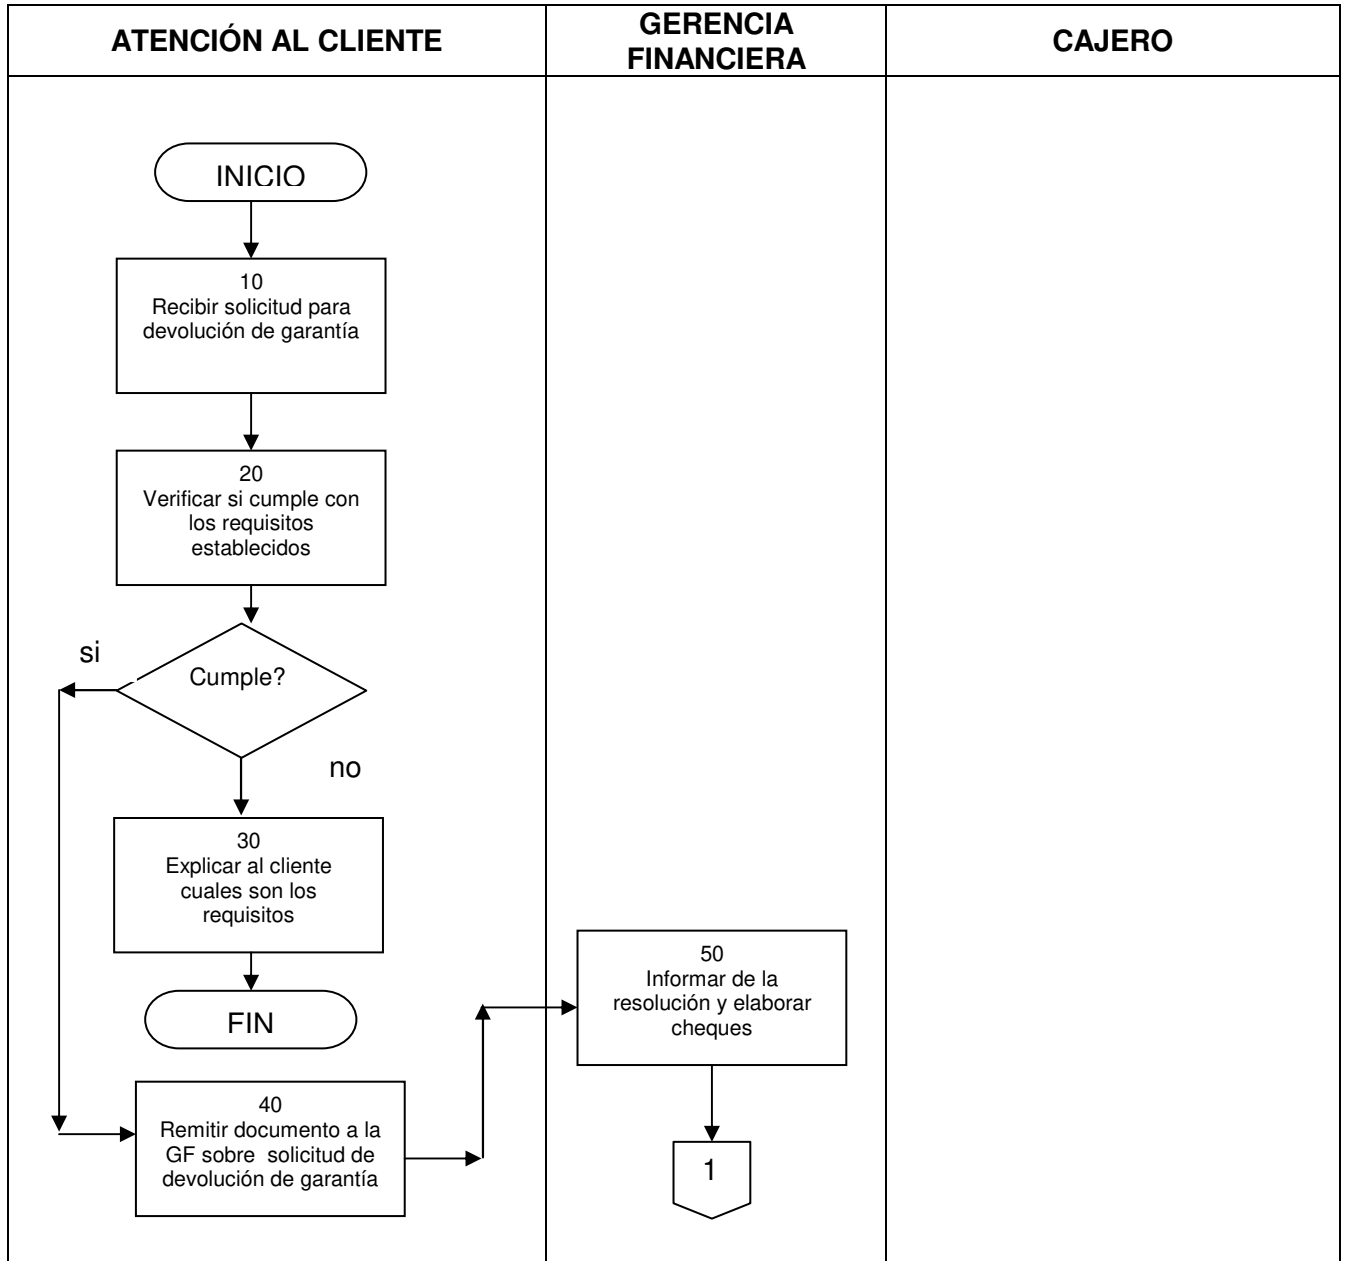 ATENCIÓN AL CLIENTE
GERENCIA
FINANCIERA
CAJERO
INICIO
10
Recibir solicitud para
devolución de garantía
20
Verificar si cumple con
los requisitos
establecidos
si
Cumple?
no
30
Explicar al cliente
cuales son los
requisitos
FIN
40
Remitir documento a la
GF sobre solicitud de
devolución de garantía
50
Informar de la
resolución y elaborar
cheques
1